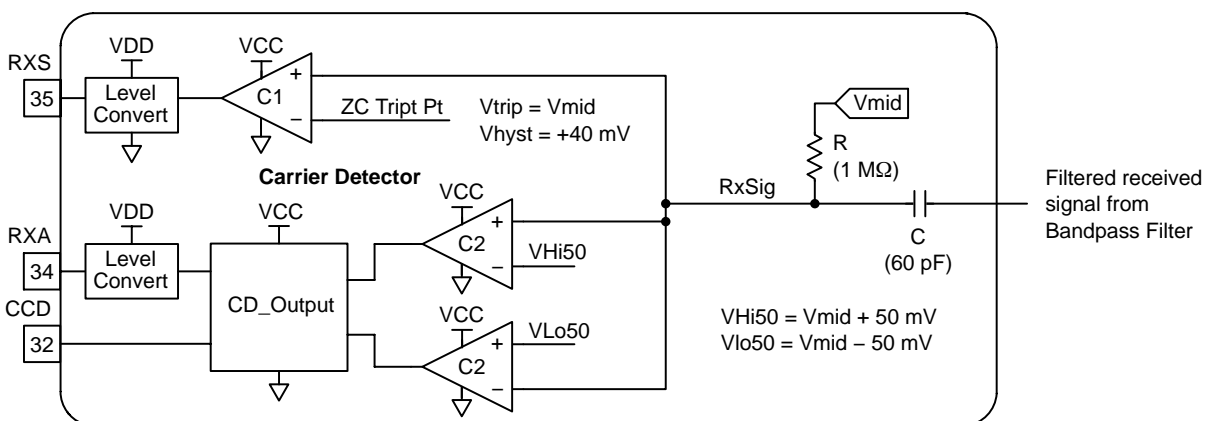 RXS
35
VDD
Level
Convert
VCC
+
C1
−
ZC Tript Pt
Vtrip = Vmid
Vhyst = +40 mV
Vmid
R
(1 MΩ)
Carrier Detector
RxSig
C
(60 pF)
Filtered received
signal from
Bandpass Filter
RXA
34
VDD
Level
Convert
CCD
32
VCC
CD_Output
VCC
+
C2
−
VHi50
VCC
VLo50
+
C2
−
VHi50 = Vmid + 50 mV
Vlo50 = Vmid − 50 mV